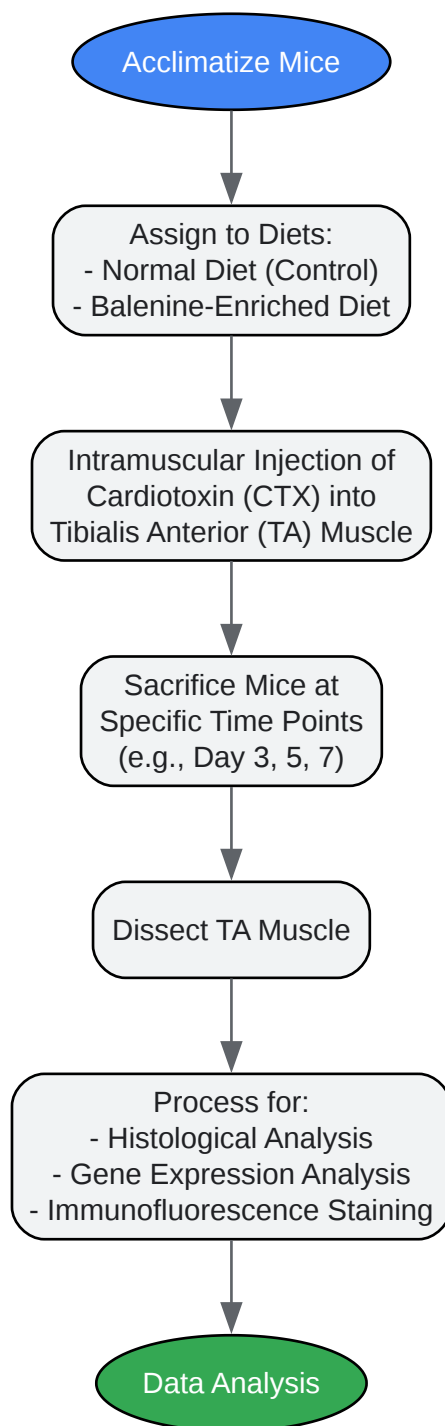 Acclimatize Mice
Assign to Diets:
- Normal Diet (Control)
- Balenine-Enriched Diet
Intramuscular Injection of
Cardiotoxin (CTX) into
Tibialis Anterior (TA) Muscle
Sacrifice Mice at
Specific Time Points
(e.g., Day 3, 5, 7)
Dissect TA Muscle
Process for:
- Histological Analysis
- Gene Expression Analysis
- Immunofluorescence Staining
Data Analysis